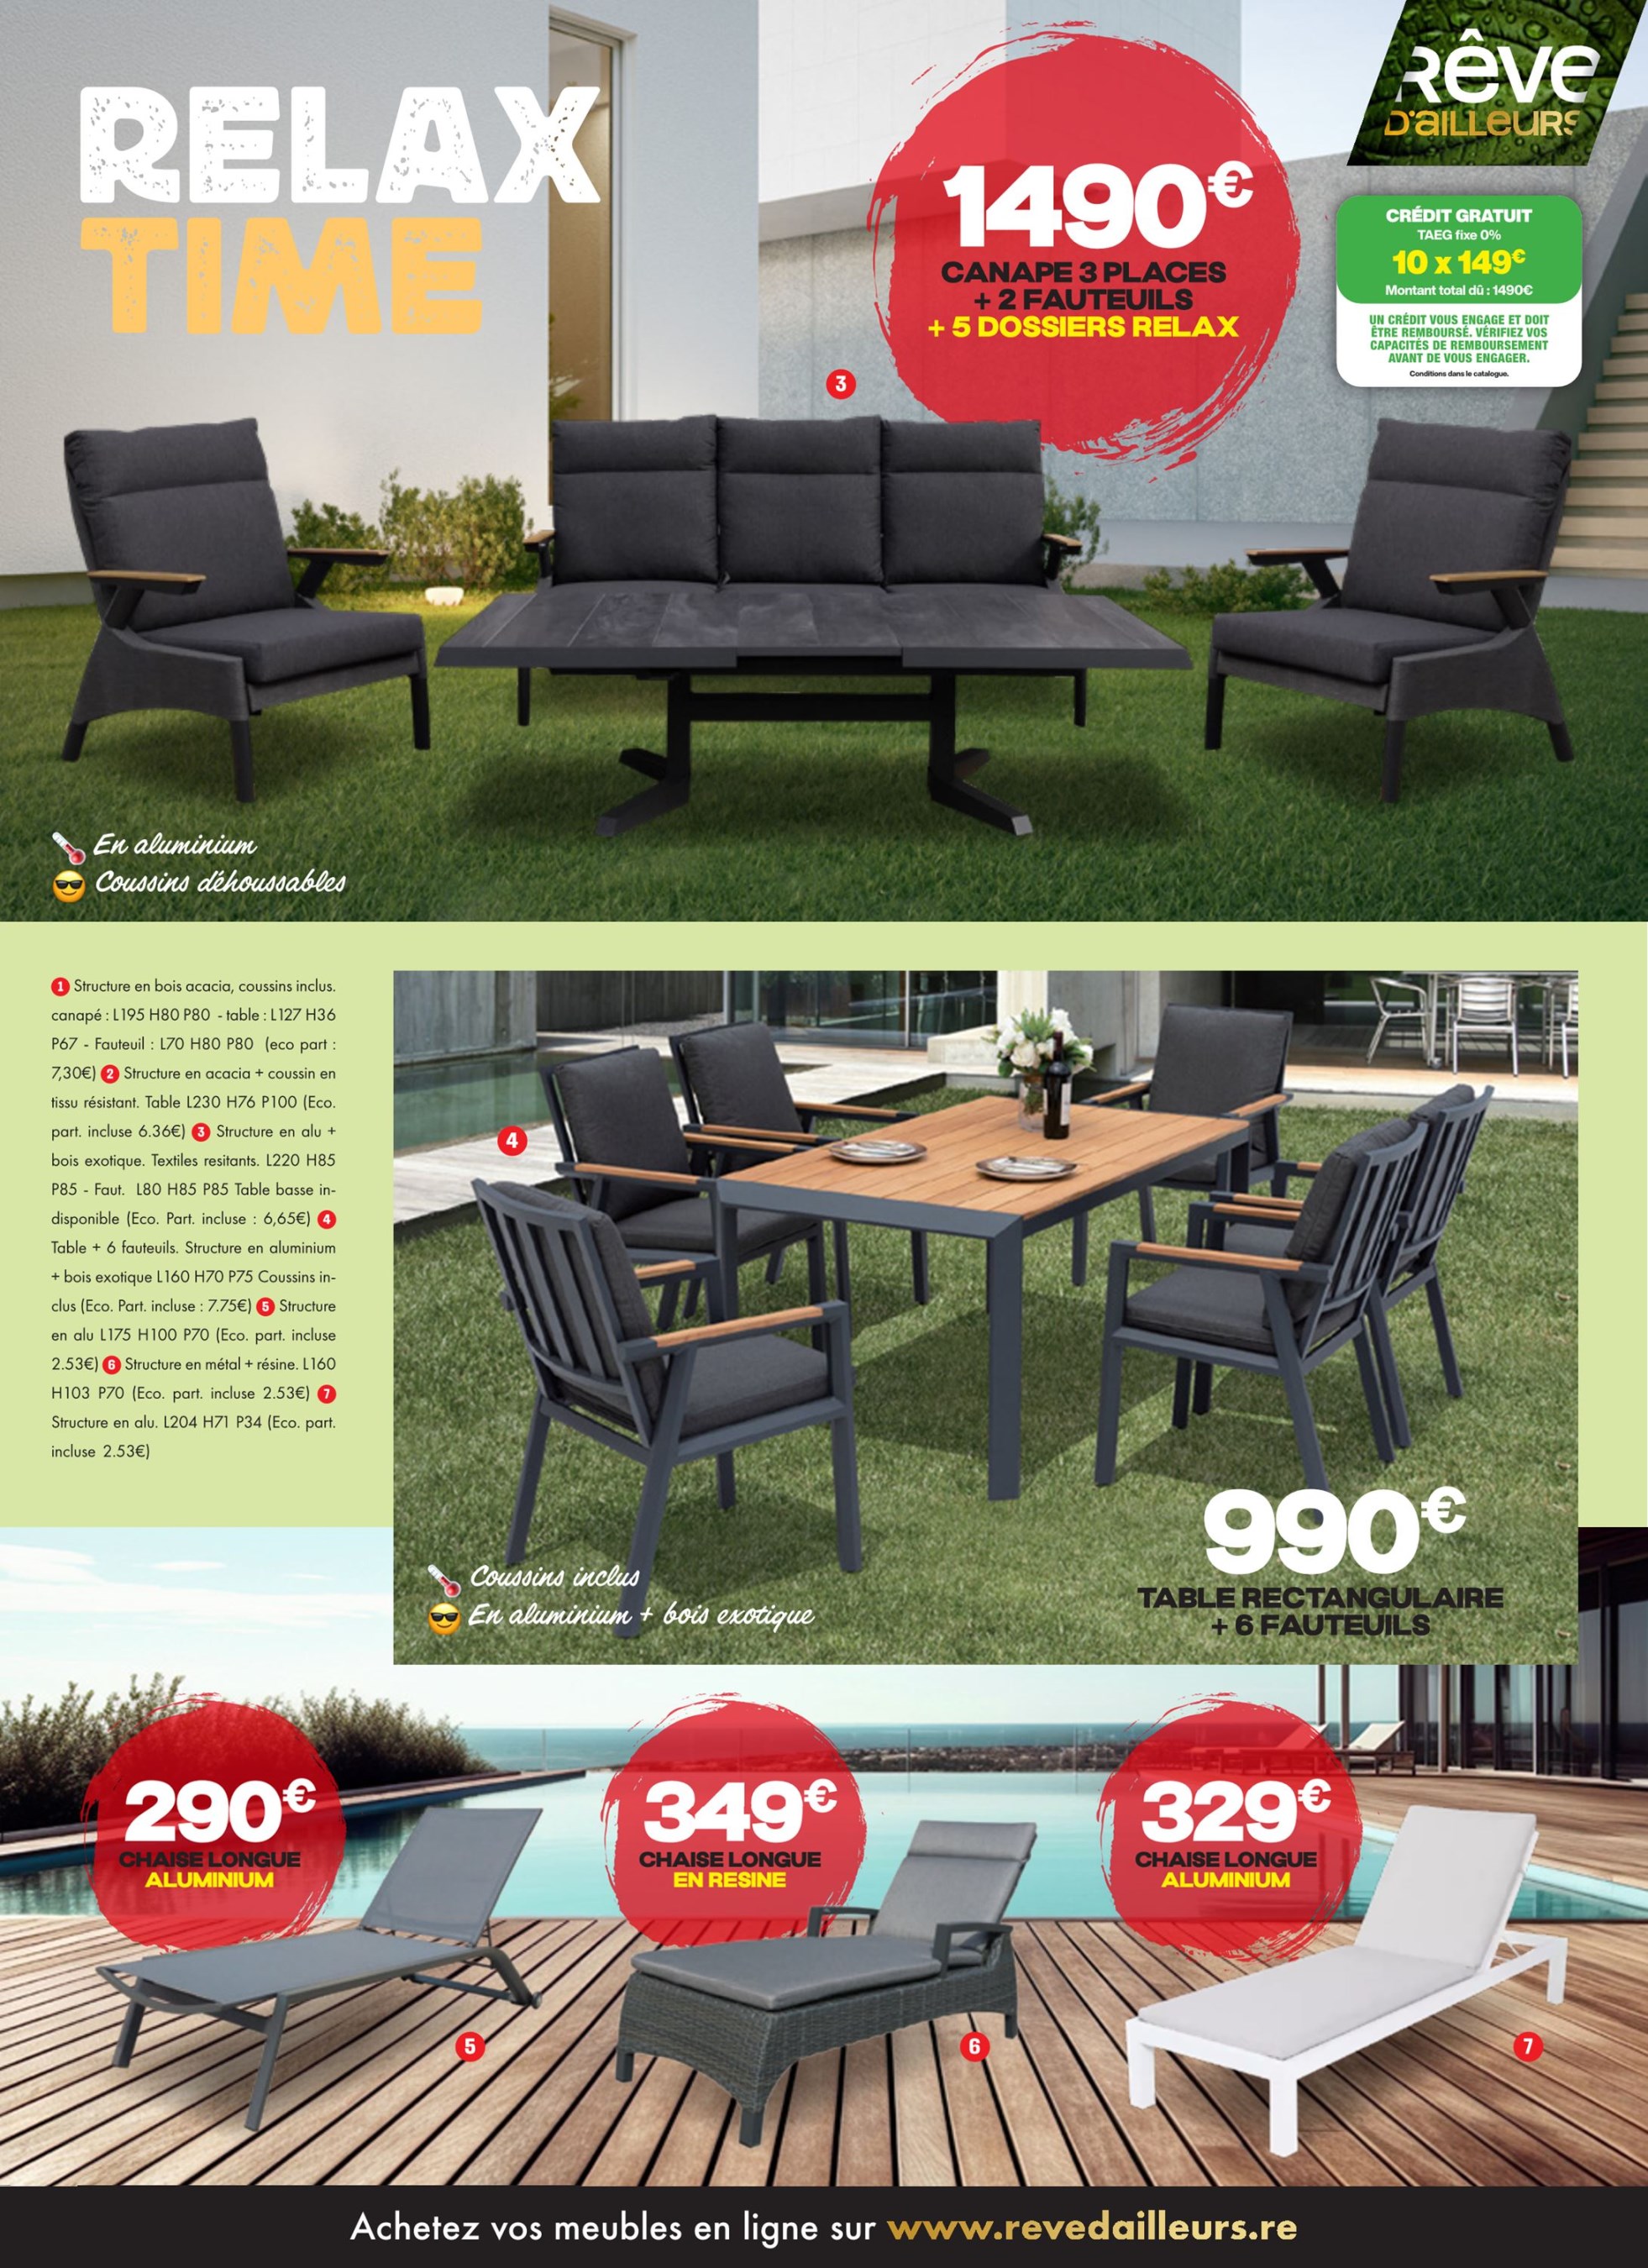 RELAX
TIME
RÊVE
D'AILLEURS
1490€
CANAPE 3 PLACES
+ 2 FAUTEUILS
+ 5 DOSSIERS RELAX
CRÉDIT GRATUIT
TAEG fixe 0%
10 x 149€
Montant total dû : 1490€
UN CRÉDIT VOUS ENGAGE ET DOIT
ÊTRE REMBOURSÉ. VÉRIFIEZ VOS
CAPACITÉS DE REMBOURSEMENT
AVANT DE VOUS ENGAGER.
Conditions dans le catalogue.
3
En aluminium
Coussins déhoussables
1 Structure en bois acacia, coussins inclus.
canapé : L195 H80 P80 - table : L127 H36
P67 - Fauteuil : L70 H80 P80 (eco part :
7,30€) 2 Structure en acacia + coussin en
tissu résistant. Table L230 H76 P100 (Eco.
part. incluse 6.36€) 3 Structure en alu +
bois exotique. Textiles resitants. L220 H85
P85 - Faut. L80 H85 P85 Table basse in-
disponible (Eco. Part. incluse : 6,65€) 4
Table + 6 fauteuils. Structure en aluminium
+ bois exotique L160 H70 P75 Coussins in-
clus (Eco. Part. incluse : 7.75€) 5 Structure
en alu L175 H100 P70 (Eco. part. incluse
2.53€) 6 Structure en métal + résine. L160
H103 P70 (Eco. part. incluse 2.53€) 7
Structure en alu. L204 H71 P34 (Eco. part.
incluse 2.53€)
4
Coussins inclus
En aluminium + bois exotique
990€
TABLE RECTANGULAIRE
+ 6 FAUTEUILS
290€
CHAISE LONGUE
ALUMINIUM
5
349€
CHAISE LONGUE
EN RESINE
6
329€
CHAISE LONGUE
ALUMINIUM
7
Achetez vos meubles en ligne sur www.revedailleurs.re